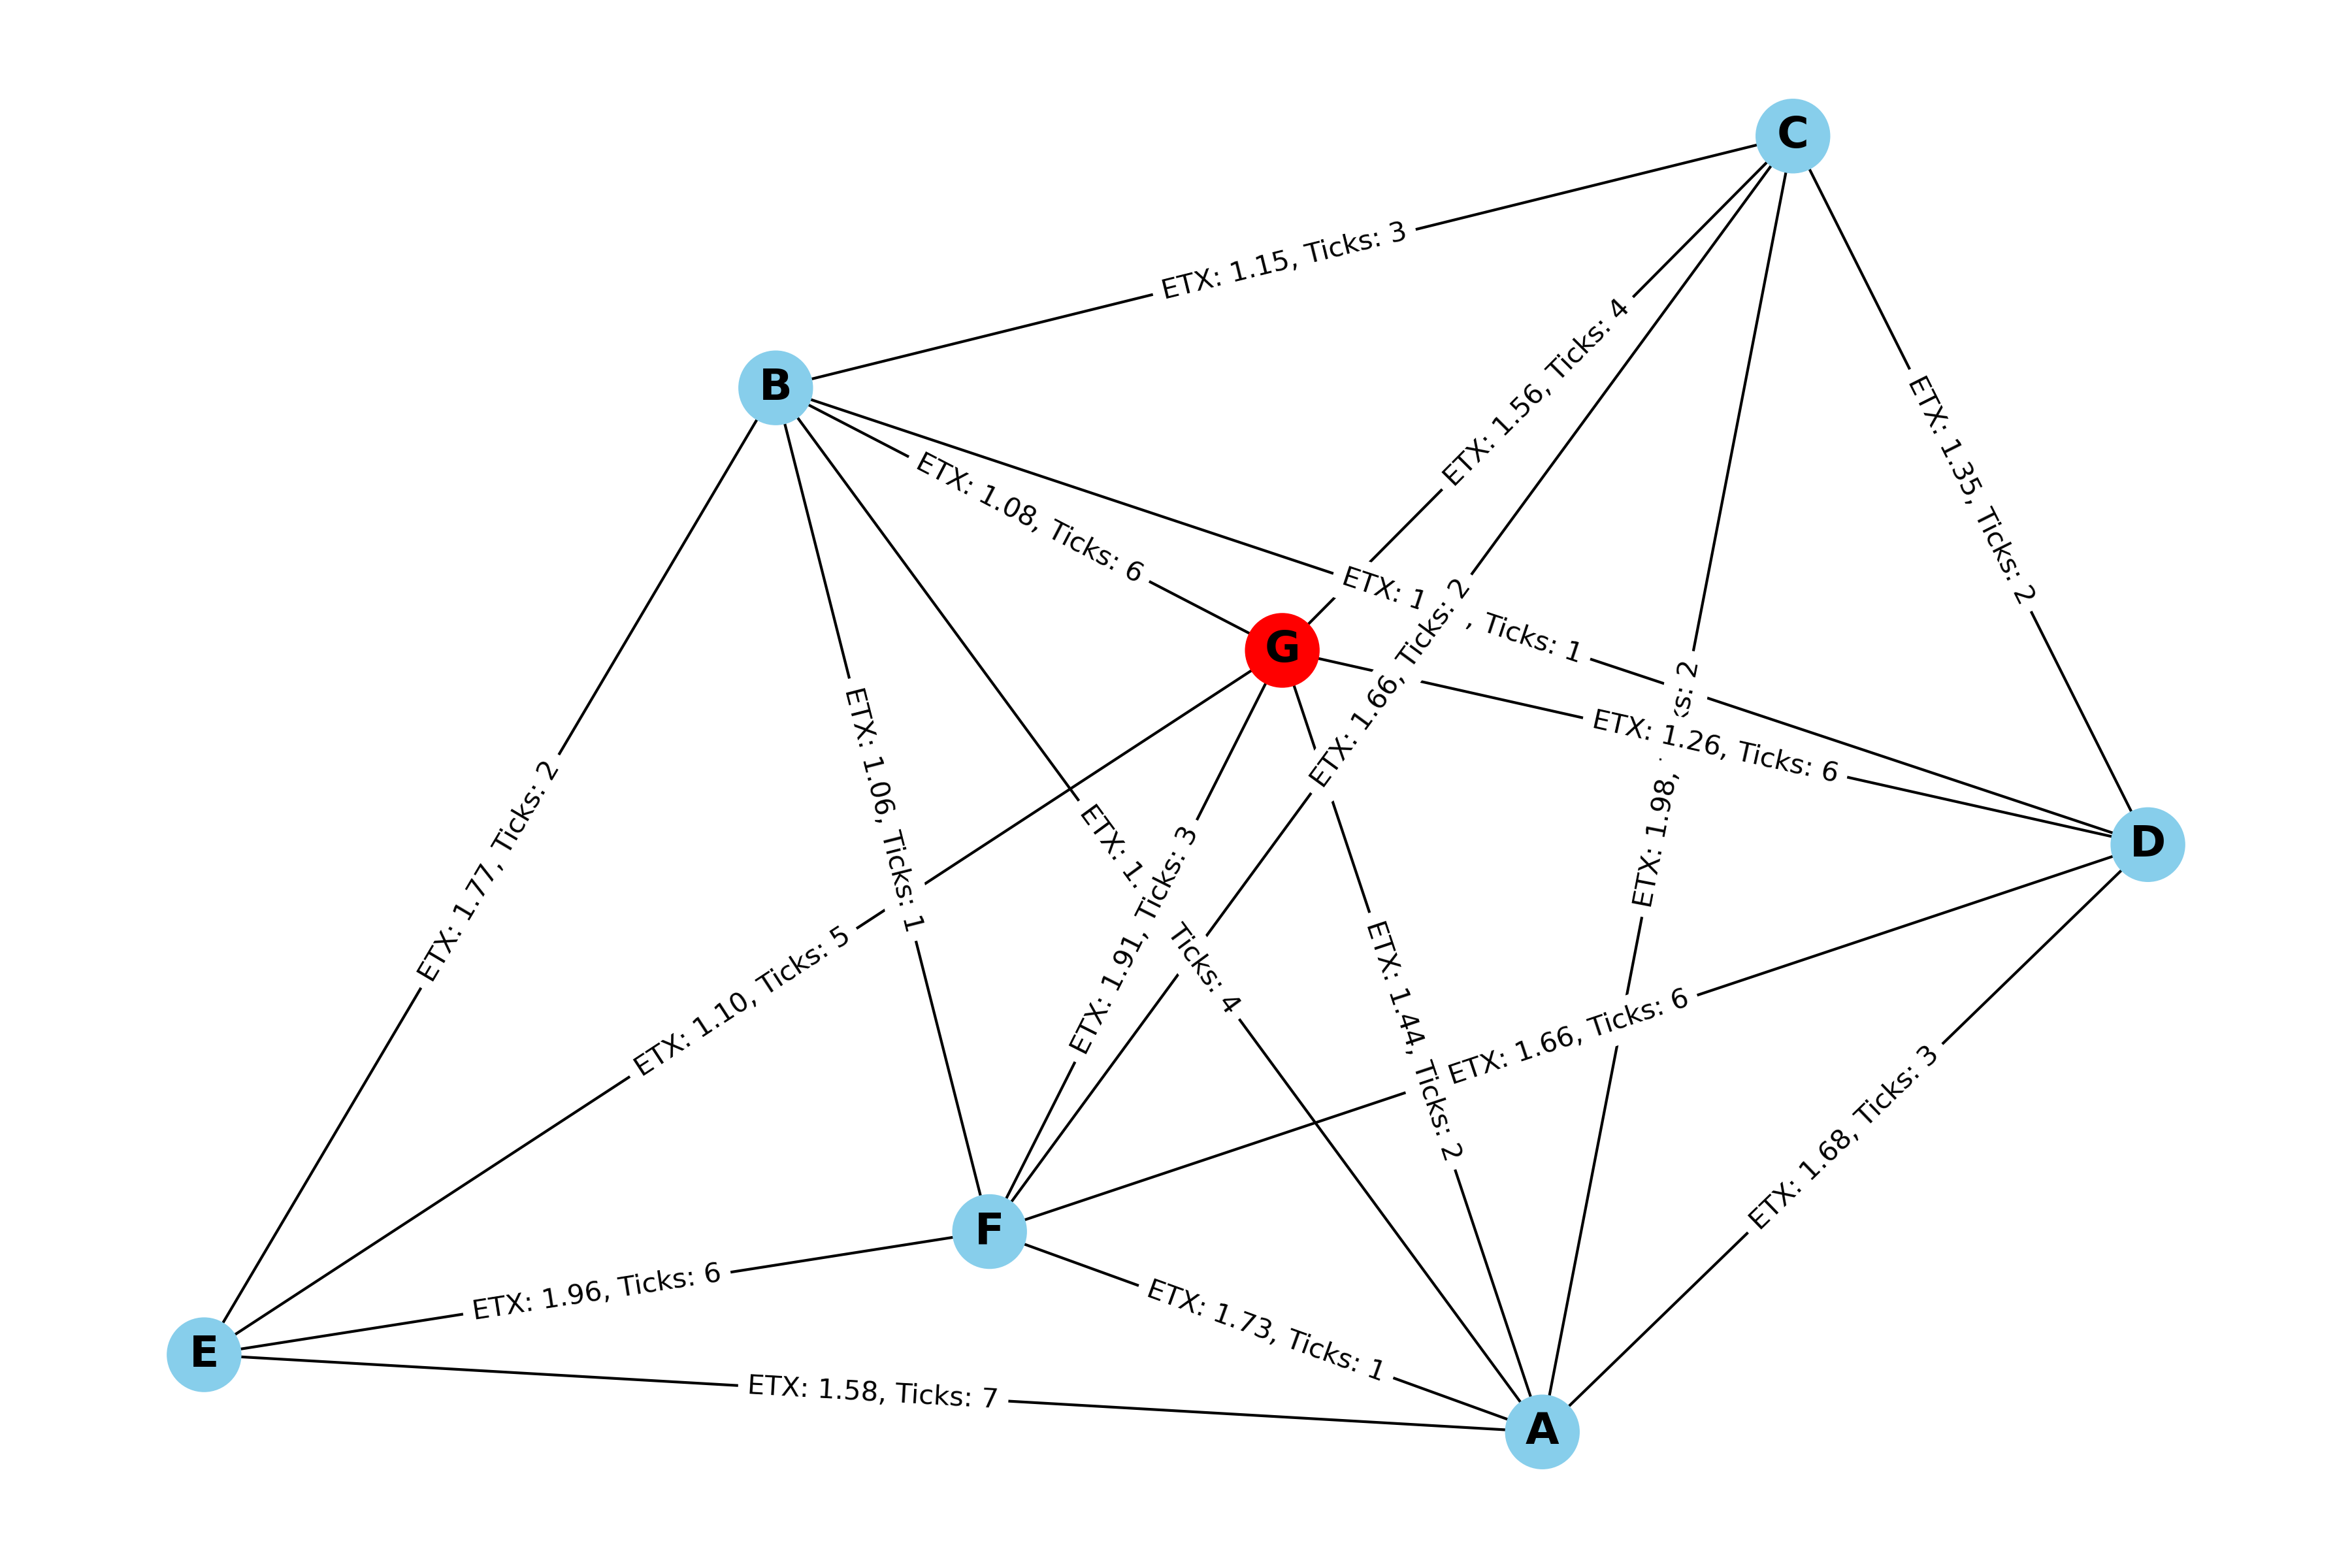 C
ETX: 1.15, Ticks: 3
ETX: 1.56, Ticks: 4
B
ETX: 1.35, Ticks: 2
ETX: 1.08, Ticks: 6
ETX: 1 , Ticks: 1
G
ETX: 1.66, Ticks: 2
ETX: 1.98, s: 2
ETX: 1.26, Ticks: 6
ETX: 1.06, Ticks: 1
D
ETX: 1.77, Ticks: 2
ETX: 1. Ticks: 4
ETX: 1.91, Ticks: 3
ETX: 1.10, Ticks: 5
ETX: 1.44, Ticks: 2
ETX: 1.66, Ticks: 6
ETX: 1.68, Ticks: 3
F
ETX: 1.96, Ticks: 6
ETX: 1.73, Ticks: 1
E
ETX: 1.58, Ticks: 7
A